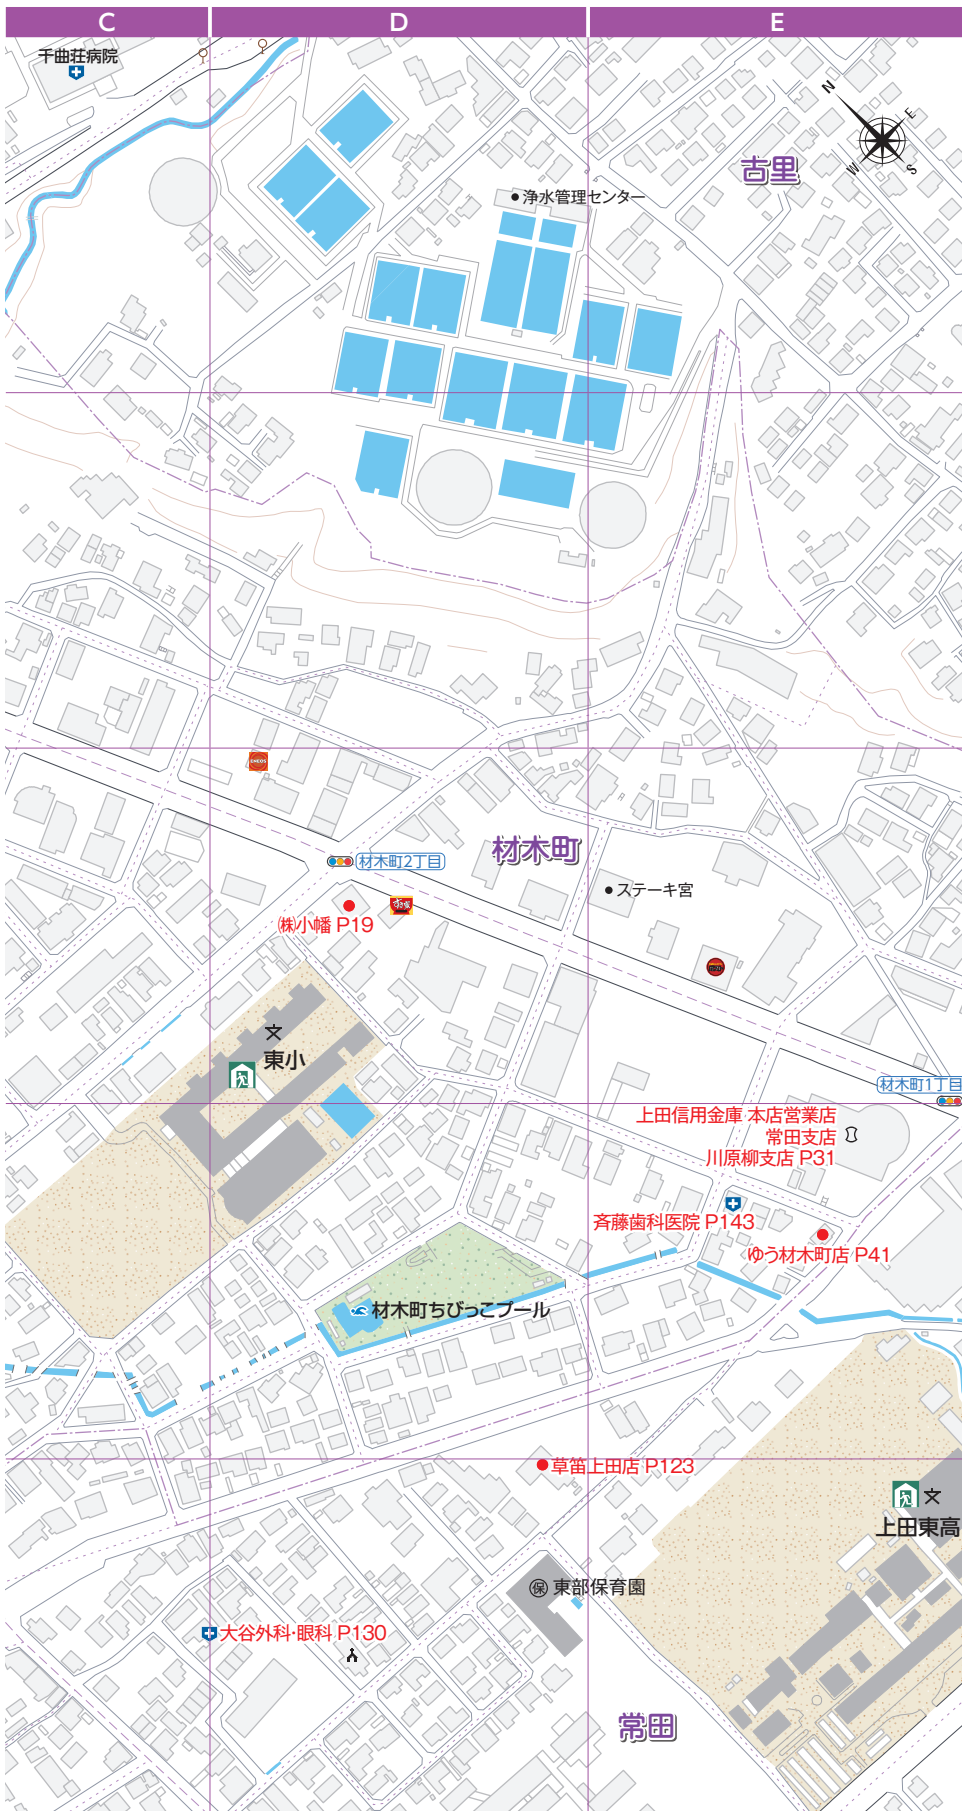 C
D
E
千曲荘病院
N
E
W
S
古里
浄水管理センター
ENEOS
材木町
材木町2丁目
ステーキ宮
すき家
㈱小幡 P19
東小
材木町1丁目
上田信用金庫 本店営業店
常田支店
川原柳支店 P31
斉藤歯科医院 P143
ゆう材木町店 P41
材木町ちびっこプール
草笛上田店 P123
上田東高
保 東部保育園
大谷外科・眼科 P130
常田